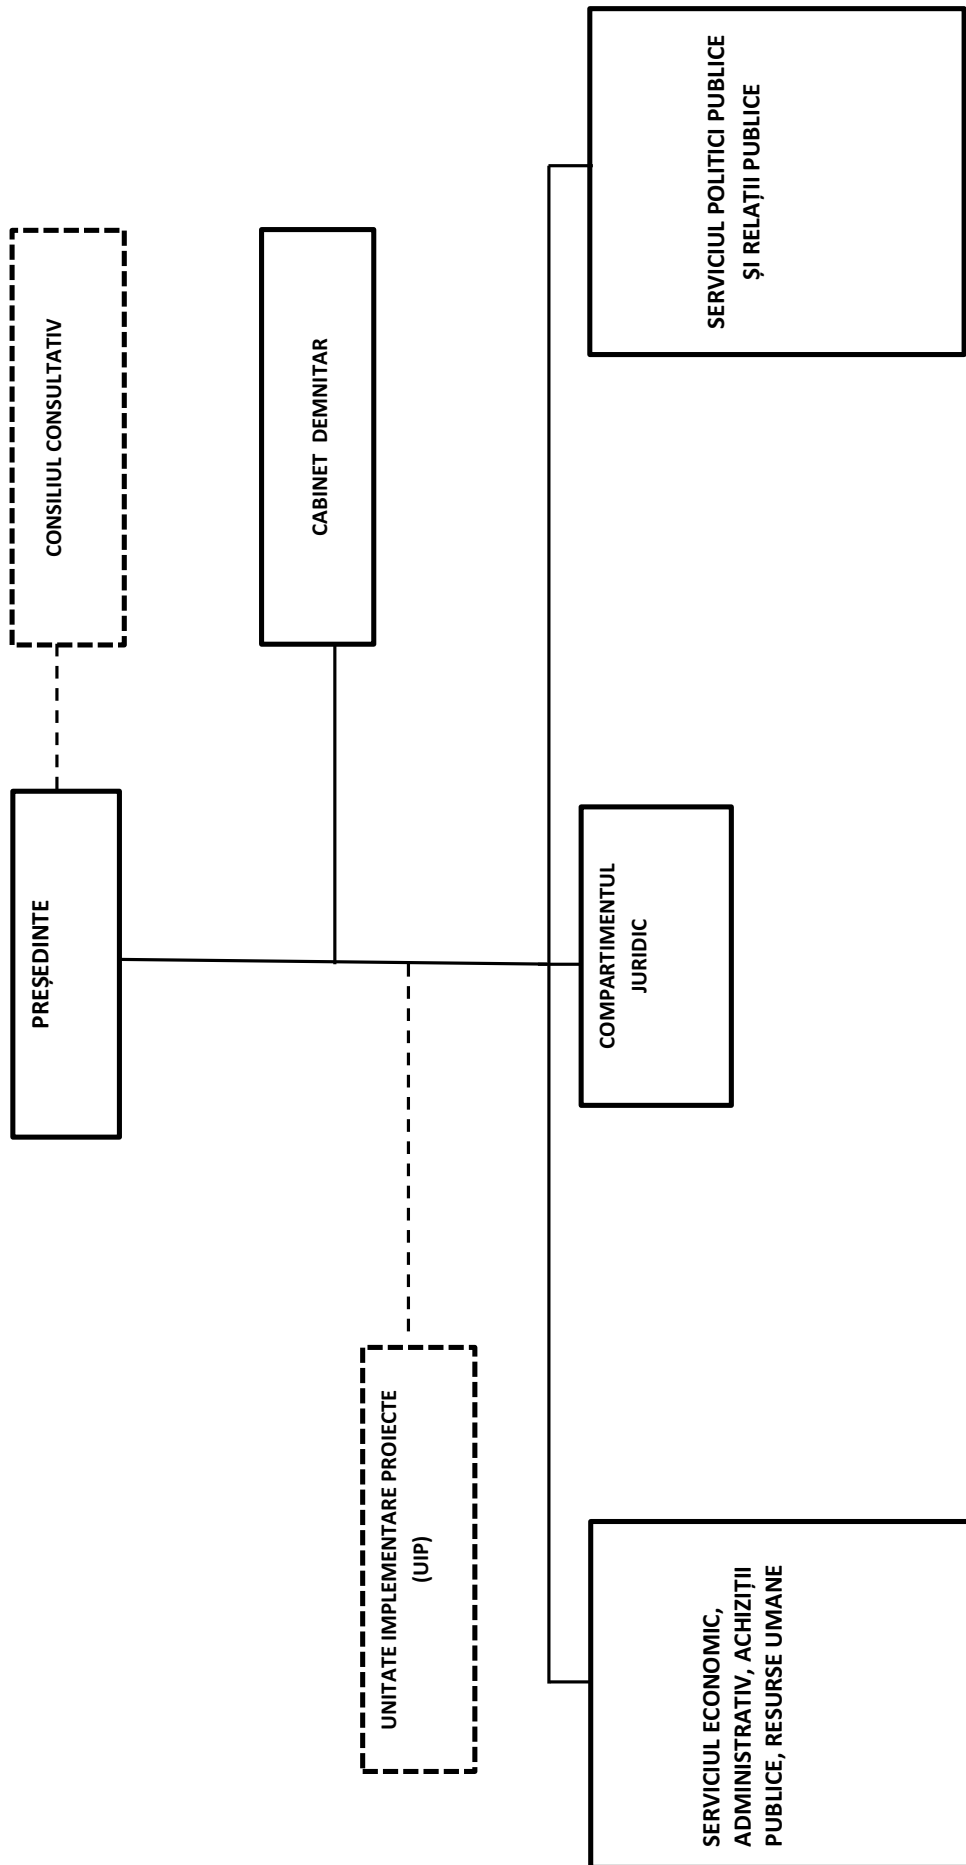 PREȘEDINTE
CONSILIUL CONSULTATIV
CABINET DEMNITAR
UNITATE IMPLEMENTARE PROIECTE
(UIP)
SERVICIUL ECONOMIC,
ADMINISTRATIV, ACHIZIȚII
PUBLICE, RESURSE UMANE
COMPARTIMENTUL
JURIDIC
SERVICIUL POLITICI PUBLICE
ȘI RELAȚII PUBLICE